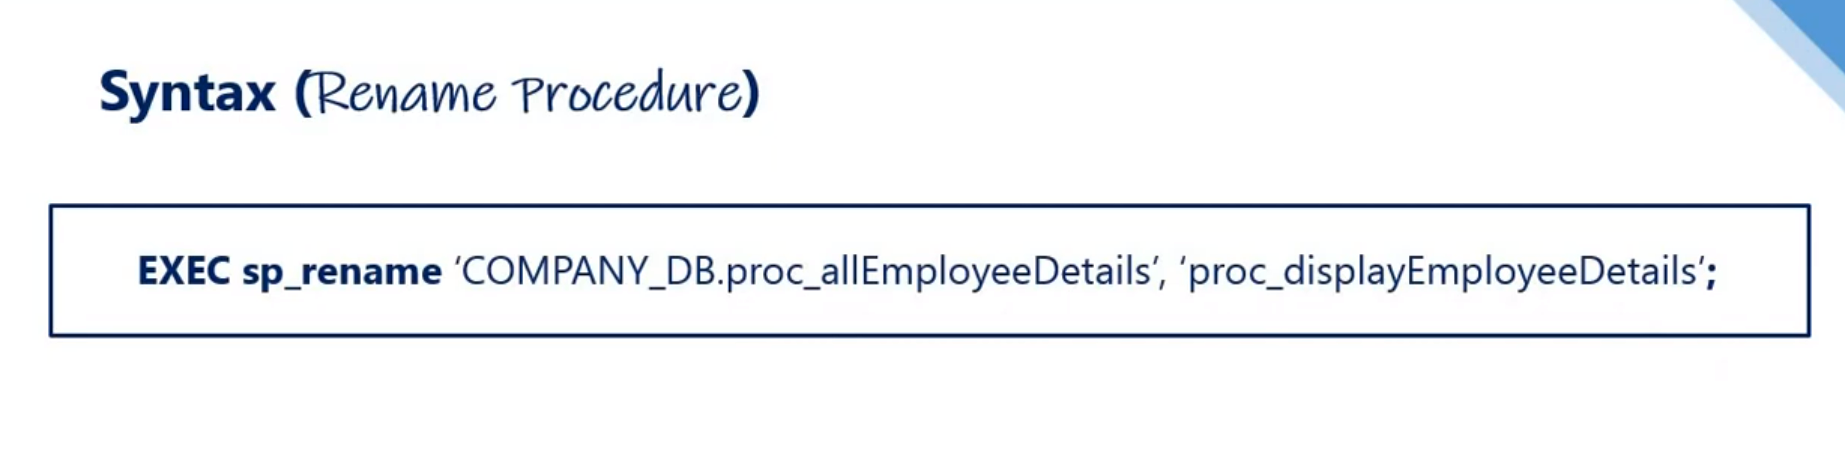 Syntax (Rename Procedure)
EXEC sp_rename ‘COMPANY_DB.proc_allEmployeeDetails’, ‘proc_displayEmployeeDetails’;